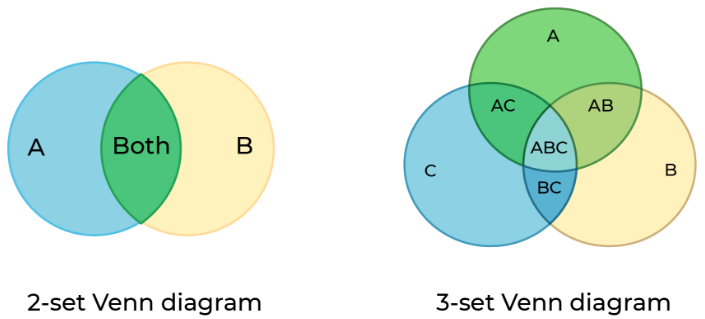 A
Both
B
2-set Venn diagram
A
AC
AB
ABC
C
B
BC
3-set Venn diagram